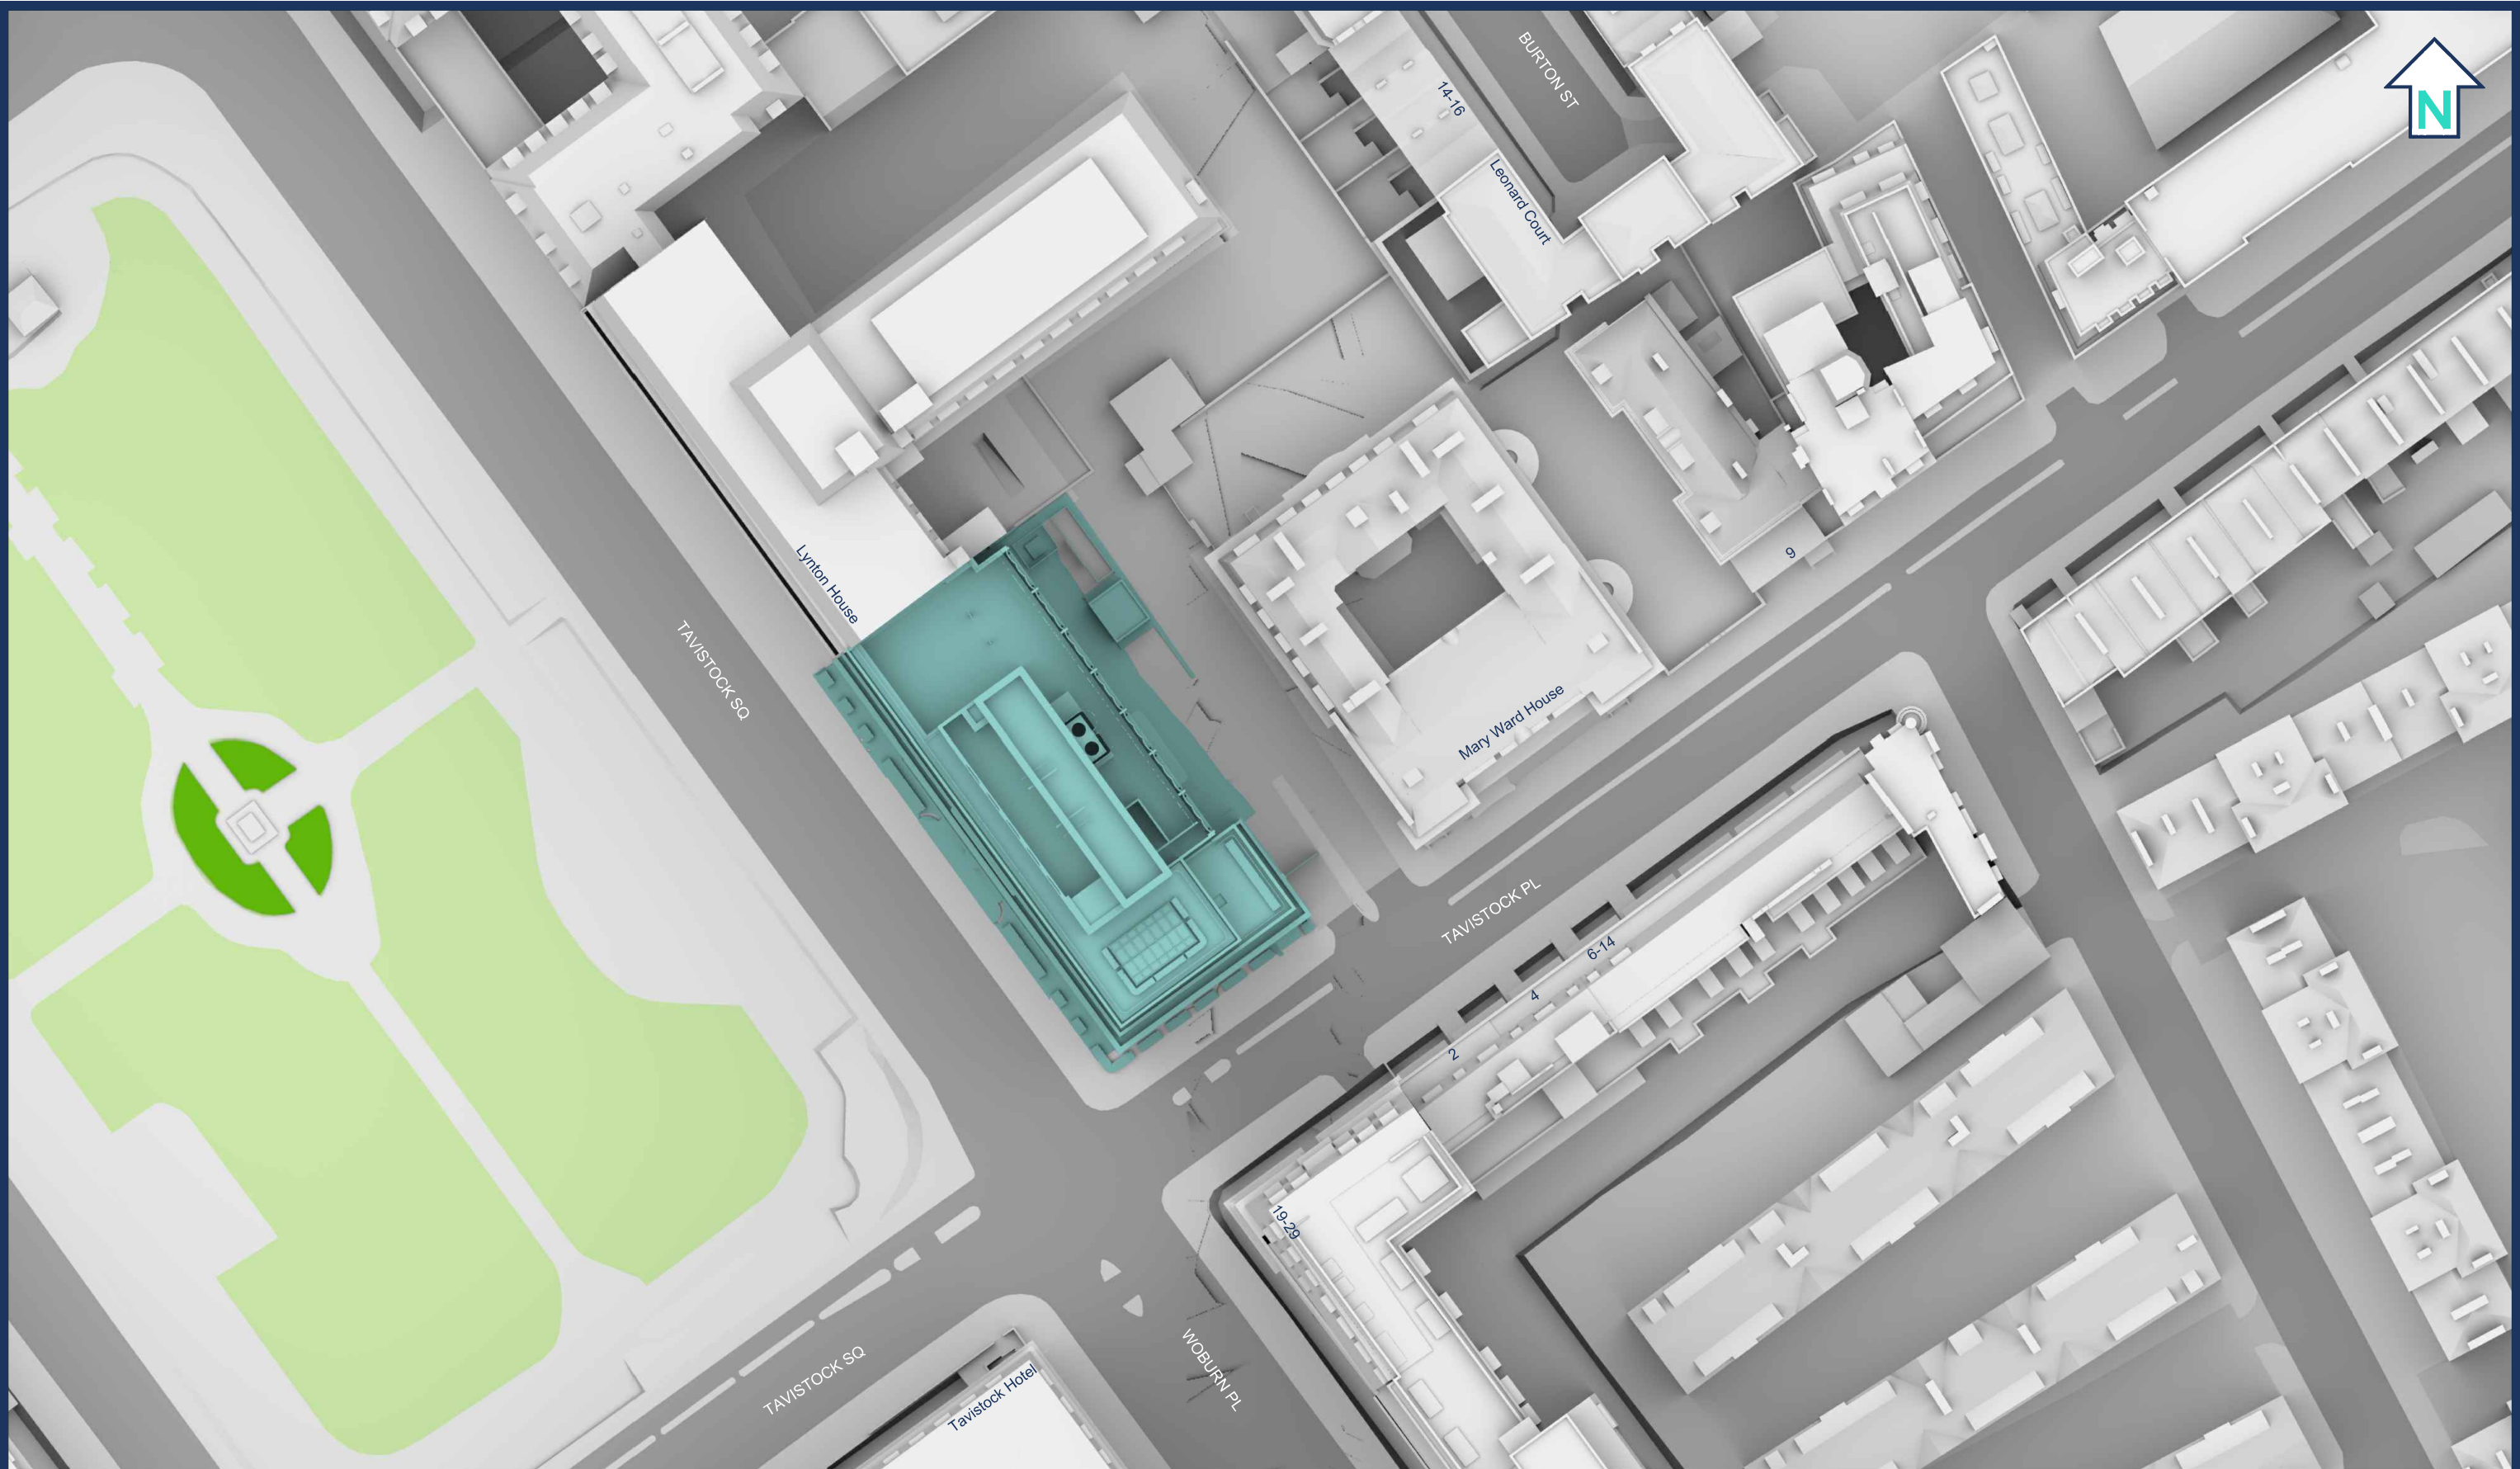 BURTON ST
N
14-16
Leonard Court
Lynton House
9
TAVISTOCK SQ
Mary Ward House
TAVISTOCK PL
6-14
4
2
19-29
TAVISTOCK SQ
WOBURN PL
Tavistock Hotel